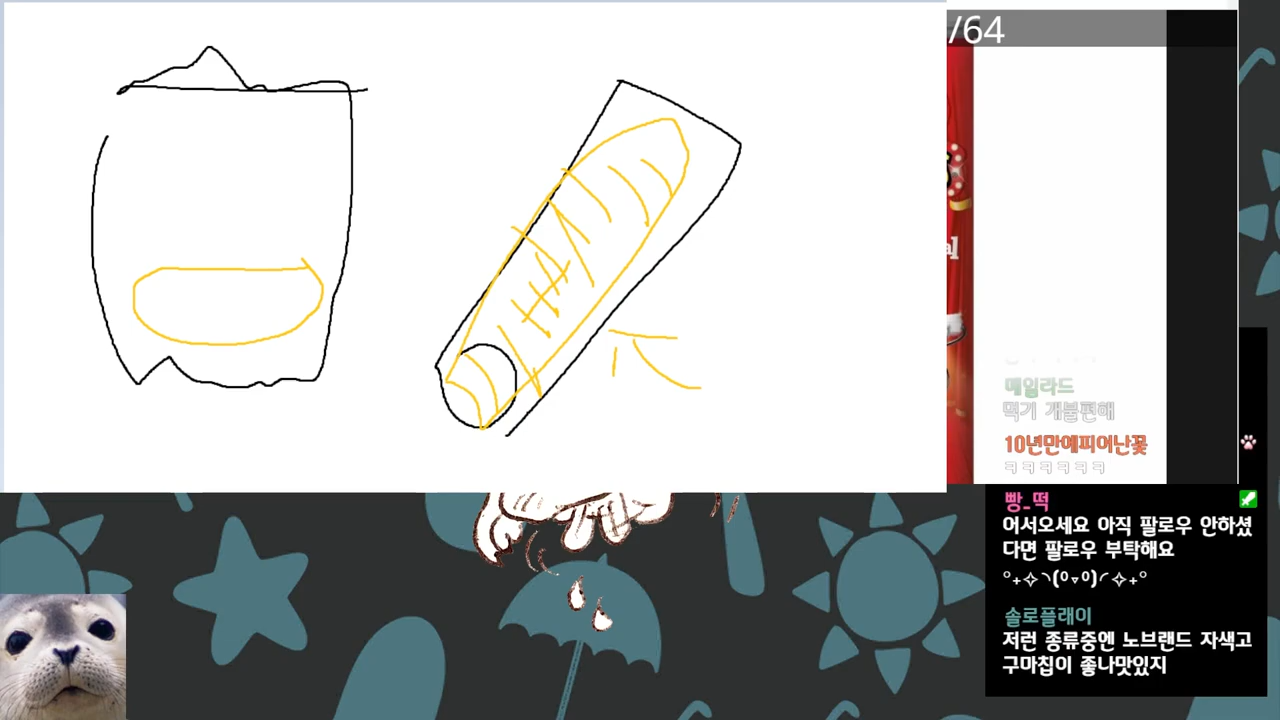 /64
al
메일라드
떡기 개불편해
10년만에피어난꽃
ㅋㅋㅋㅋㅋㅋ
빵_떡
어서오세요 아직 팔로우 안하셨
다면 팔로우 부탁해요
°₊✧◝(⁰▿⁰)◜✧₊°
솔로플래이
저런 종류중엔 노브랜드 자색고
구마칩이 좋나맛있지